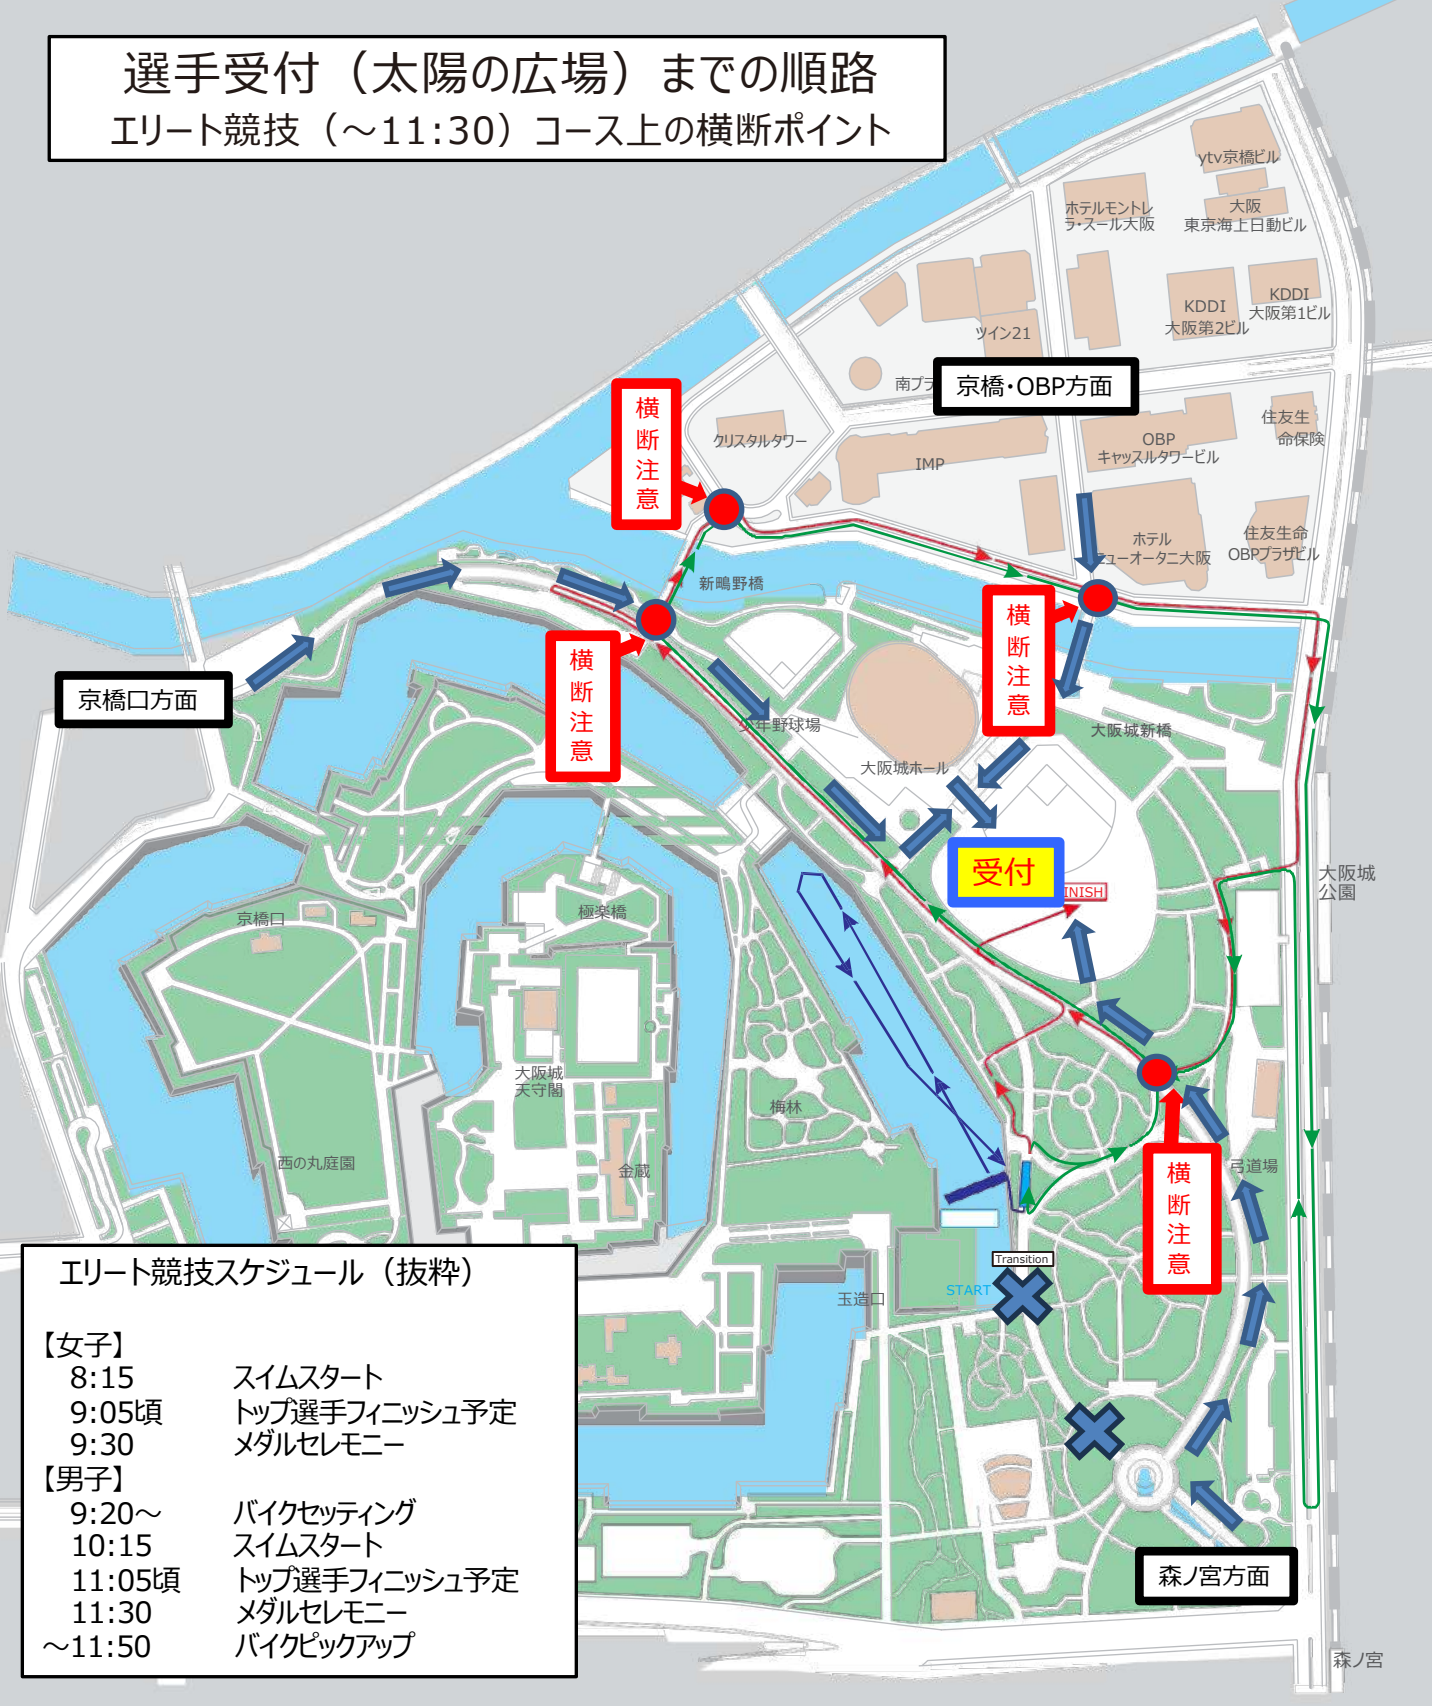 選手受付（太陽の広場）までの順路
エリート競技（～11:30）コース上の横断ポイント
ytv京橋ビル
ホテルモントレ
ラ・スール大阪
大阪
東京海上日動ビル
KDDI
大阪第2ビル
KDDI
大阪第1ビル
ツイン21
南プラ
京橋・OBP方面
横断注意
クリスタルタワー
IMP
OBP
キャッスルタワービル
住友生
命保険
ホテル
ニューオータニ大阪
住友生命
OBPプラザビル
新鴫野橋
横断注意
横断注意
京橋口方面
少年野球場
大阪城ホール
大阪城新橋
受付
INISH
大阪城
公園
京橋口
極楽橋
大阪城
天守閣
梅林
西の丸庭園
金蔵
弓道場
横断注意
Transition
START
玉造口
エリート競技スケジュール（抜粋）
【女子】
8:15 スイムスタート
9:05頃 トップ選手フィニッシュ予定
9:30 メダルセレモニー
【男子】
9:20～ バイクセッティング
10:15 スイムスタート
11:05頃 トップ選手フィニッシュ予定
11:30 メダルセレモニー
～11:50 バイクピックアップ
森ノ宮方面
森ノ宮